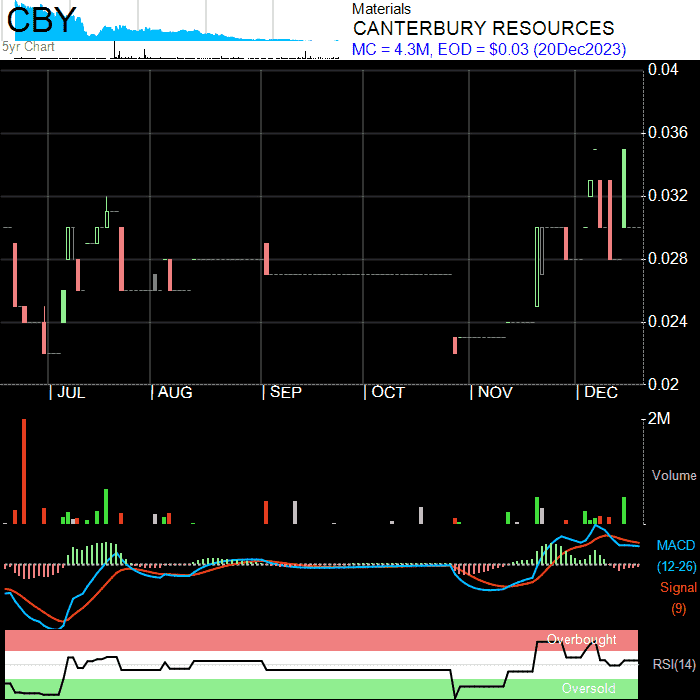 CBY
5yr Chart
Materials
CANTERBURY RESOURCES
MC = 4.3M, EOD = $0.03 (20Dec2023)
0.04
0.036
0.032
0.028
0.024
0.02
| JUL | AUG | SEP | OCT | NOV | DEC
2M
Volume
MACD
(12-26)
Signal
(9)
Overbought
RSI(14)
Oversold